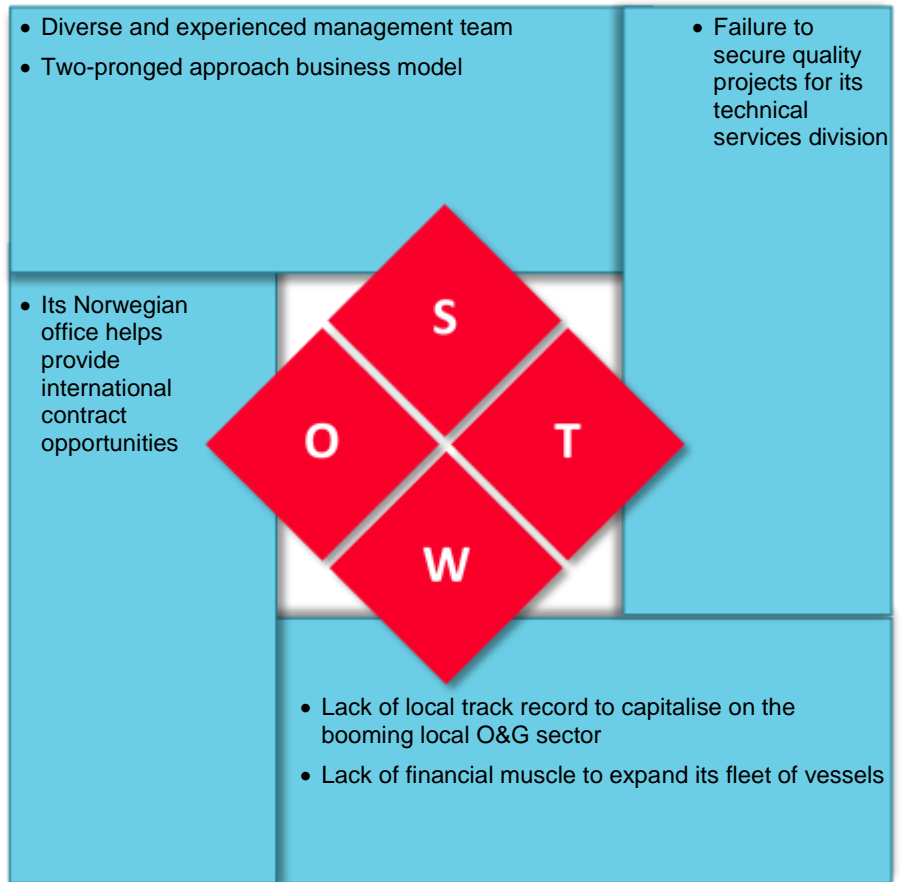 • Diverse and experienced management team
• Two-pronged approach business model
• Failure to
secure quality
projects for its
technical
services division
• Its Norwegian
office helps
provide
international
contract
opportunities
S
O
T
W
• Lack of local track record to capitalise on the
booming local O&G sector
• Lack of financial muscle to expand its fleet of vessels